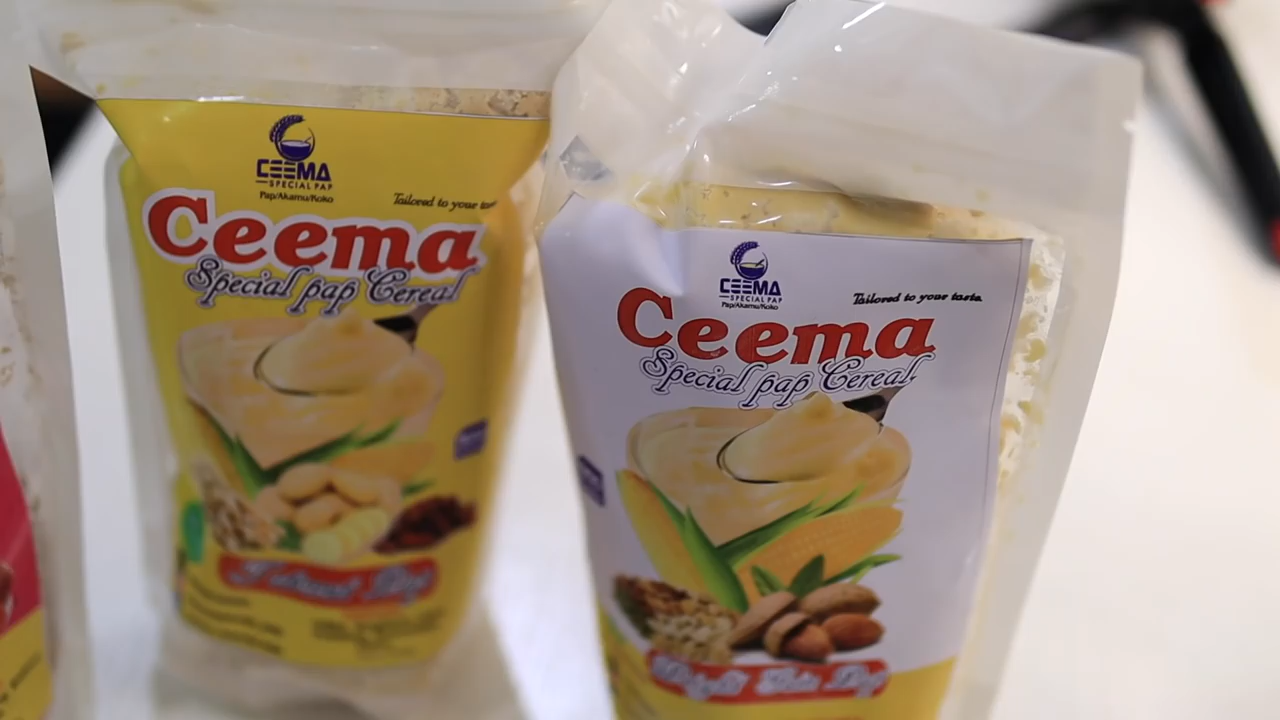 CEEMA
SPECIAL PAP
Pap/Akamu/Koko
Tailored to your
Ceema
Special pap Cereal
CEEMA
SPECIAL PAP
Pap/Akamu/Koko
Tailored to your taste.
Ceema
Special pap Cereal